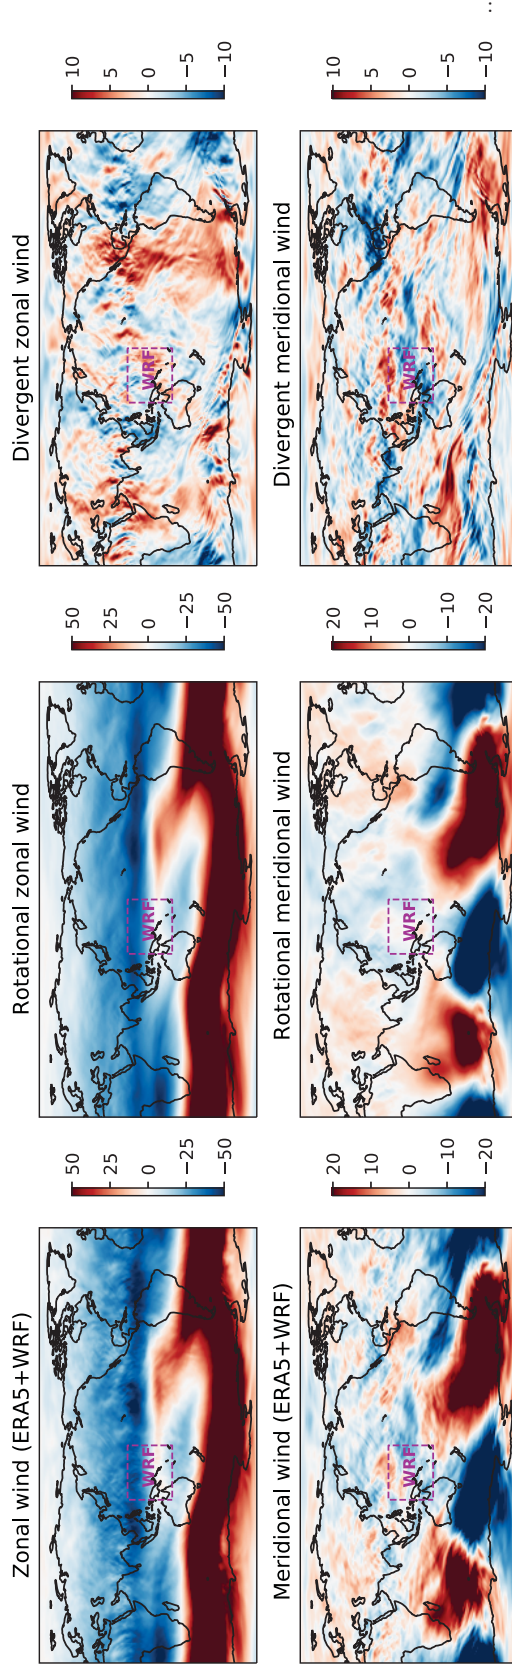 Zonal wind (ERA5+WRF)
WRF
50
25
0
−25
−50
Rotational zonal wind
WRF
50
25
0
−25
−50
Divergent zonal wind
WRF
10
5
0
−5
−10
Meridional wind (ERA5+WRF)
WRF
20
10
0
−10
−20
Rotational meridional wind
WRF
20
10
0
−10
−20
Divergent meridional wind
WRF
10
5
0
−5
−10